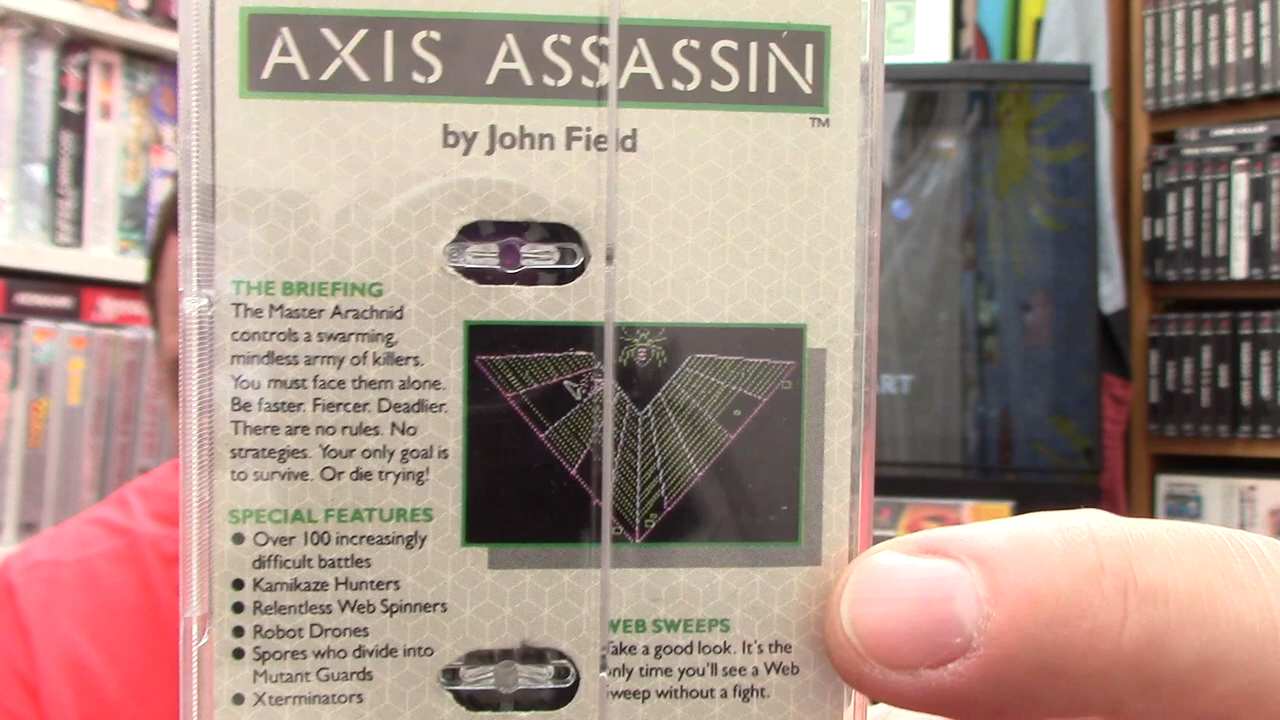 AXIS ASSASSIN
TM
by John Field
THE BRIEFING
The Master Arachnid
controls a swarming,
mindless army of killers.
You must face them alone.
Be faster. Fiercer. Deadlier.
There are no rules. No
strategies. Your only goal is
to survive. Or die trying!
SPECIAL FEATURES
● Over 100 increasingly
difficult battles
● Kamikaze Hunters
● Relentless Web Spinners
● Robot Drones
● Spores who divide into
Mutant Guards
● Xterminators
WEB SWEEPS
Take a good look. It's the
only time you'll see a Web
sweep without a fight.
ART